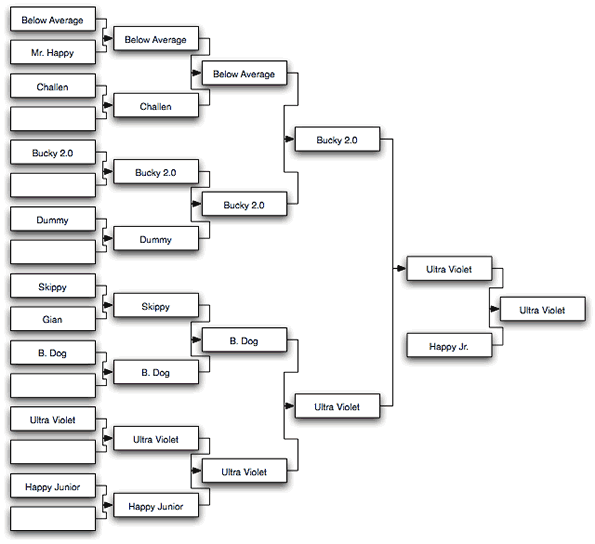 Below Average
Mr. Happy
Challen
Bucky 2.0
Dummy
Skippy
Gian
B. Dog
Ultra Violet
Happy Junior
Below Average
Challen
Bucky 2.0
Dummy
Skippy
B. Dog
Ultra Violet
Happy Junior
Below Average
Bucky 2.0
B. Dog
Ultra Violet
Bucky 2.0
Ultra Violet
Ultra Violet
Happy Jr.
Ultra Violet